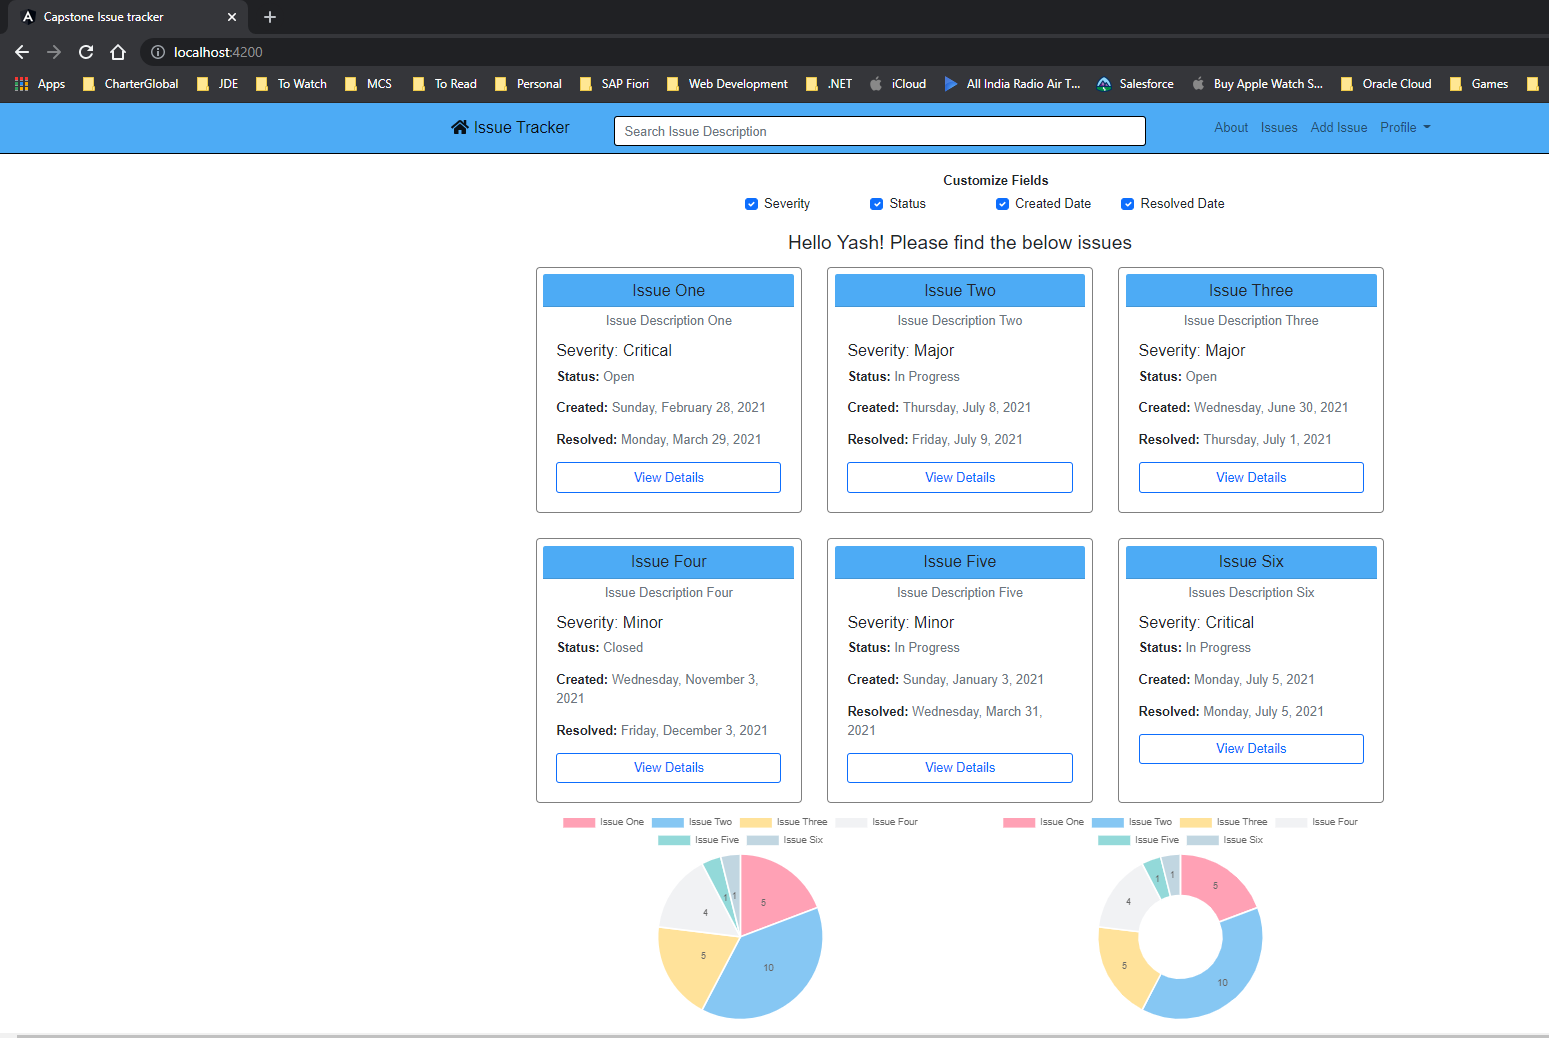 Capstone Issue tracker
localhost:4200
Apps CharterGlobal JDE To Watch MCS To Read Personal SAP Fiori Web Development .NET iCloud All India Radio Air T... Salesforce Buy Apple Watch S... Oracle Cloud Games
Issue Tracker Search Issue Description About Issues Add Issue Profile
Customize Fields
Severity Status Created Date Resolved Date
Hello Yash! Please find the below issues
Issue One
Issue Description One
Severity: Critical
Status: Open
Created: Sunday, February 28, 2021
Resolved: Monday, March 29, 2021
View Details
Issue Two
Issue Description Two
Severity: Major
Status: In Progress
Created: Thursday, July 8, 2021
Resolved: Friday, July 9, 2021
View Details
Issue Three
Issue Description Three
Severity: Major
Status: Open
Created: Wednesday, June 30, 2021
Resolved: Thursday, July 1, 2021
View Details
Issue Four
Issue Description Four
Severity: Minor
Status: Closed
Created: Wednesday, November 3,
2021
Resolved: Friday, December 3, 2021
View Details
Issue Five
Issue Description Five
Severity: Minor
Status: In Progress
Created: Sunday, January 3, 2021
Resolved: Wednesday, March 31,
2021
View Details
Issue Six
Issues Description Six
Severity: Critical
Status: In Progress
Created: Monday, July 5, 2021
Resolved: Monday, July 5, 2021
View Details
Issue One Issue Two Issue Three Issue Four
Issue Five Issue Six
1 1 5
4
5 10
Issue One Issue Two Issue Three Issue Four
Issue Five Issue Six
1 1 5
4
5
10